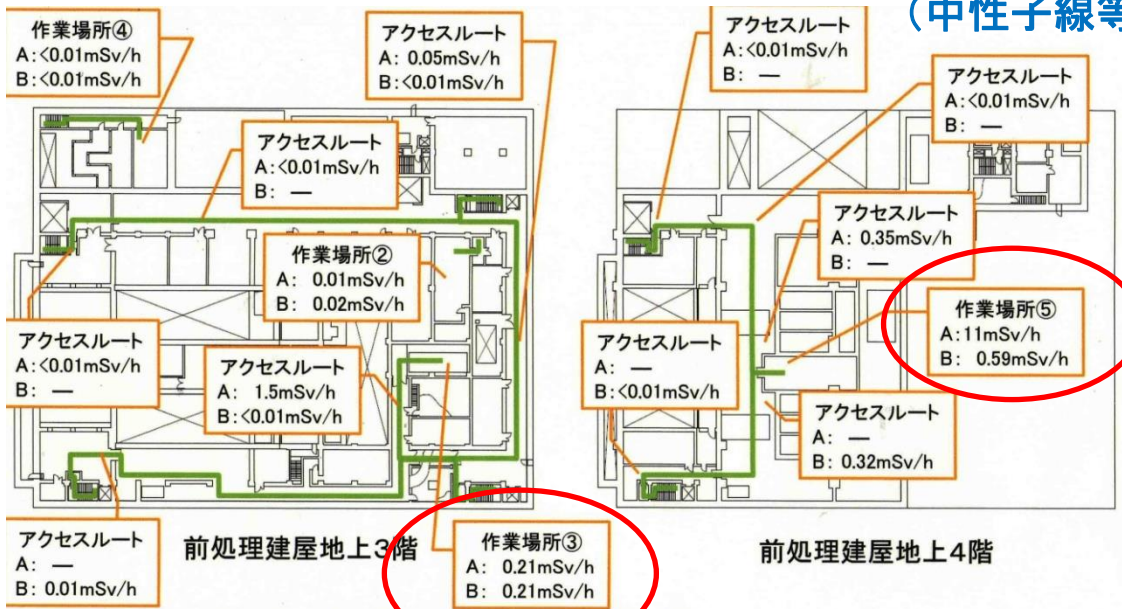 （中性子線等
作業場所④
A:<0.01mSv/h
B:<0.01mSv/h
アクセスルート
A: 0.05mSv/h
B:<0.01mSv/h
アクセスルート
A:<0.01mSv/h
B: —
アクセスルート
A:<0.01mSv/h
B: —
アクセスルート
A:<0.01mSv/h
B: —
アクセスルート
A: 0.35mSv/h
B: —
作業場所②
A: 0.01mSv/h
B: 0.02mSv/h
作業場所⑤
A:11mSv/h
B: 0.59mSv/h
アクセスルート
A:<0.01mSv/h
B: —
アクセスルート
A: 1.5mSv/h
B:<0.01mSv/h
アクセスルート
A: —
B:<0.01mSv/h
アクセスルート
A: —
B: 0.32mSv/h
アクセスルート
A: —
B: 0.01mSv/h
前処理建屋地上3階
作業場所③
A: 0.21mSv/h
B: 0.21mSv/h
前処理建屋地上4階